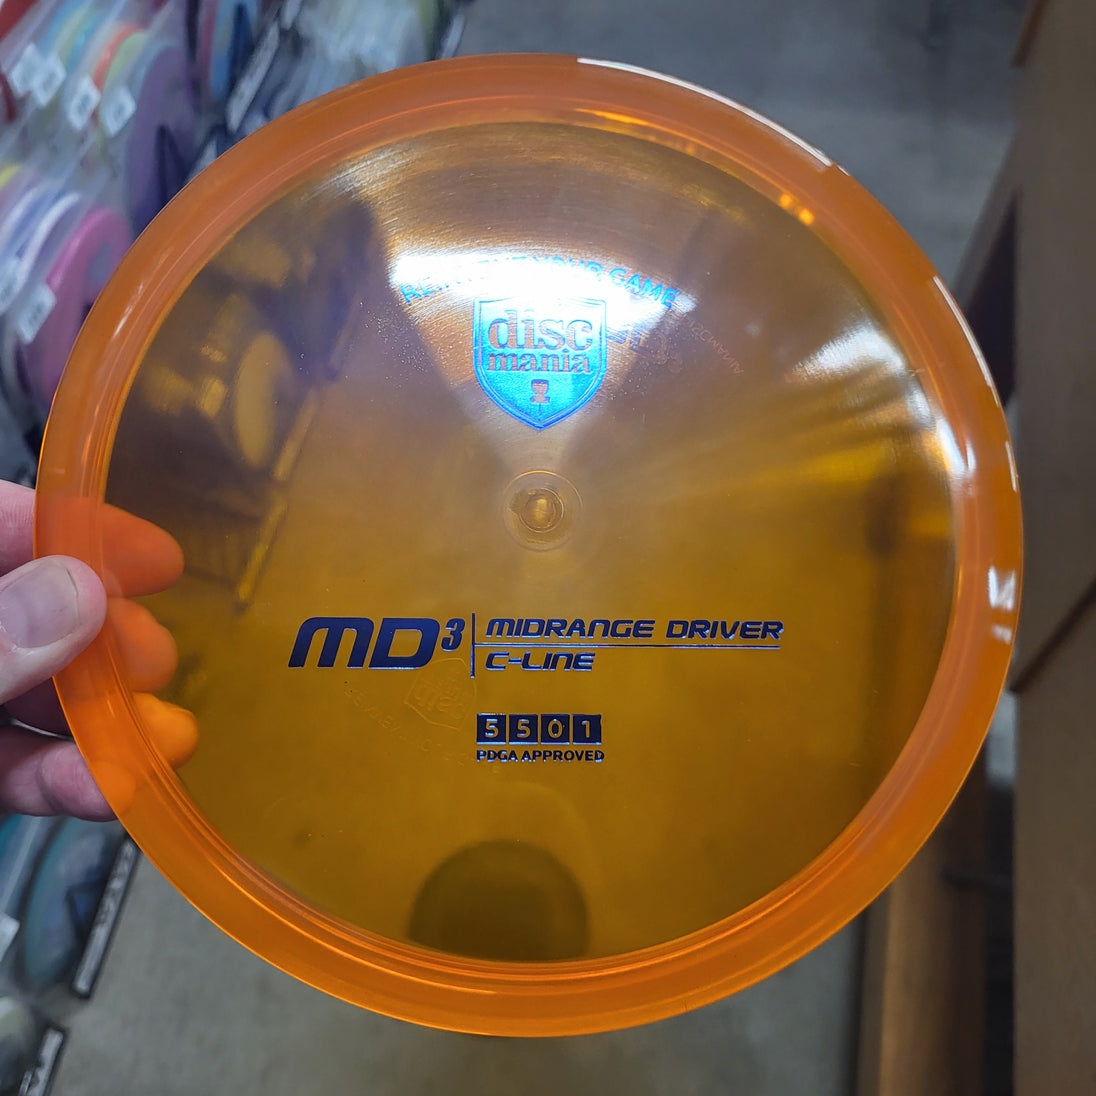 REINVENT YOUR GAME
disc
mania
MD3
MIDRANGE DRIVER
C-LINE
5 5 0 1
PDGA APPROVED